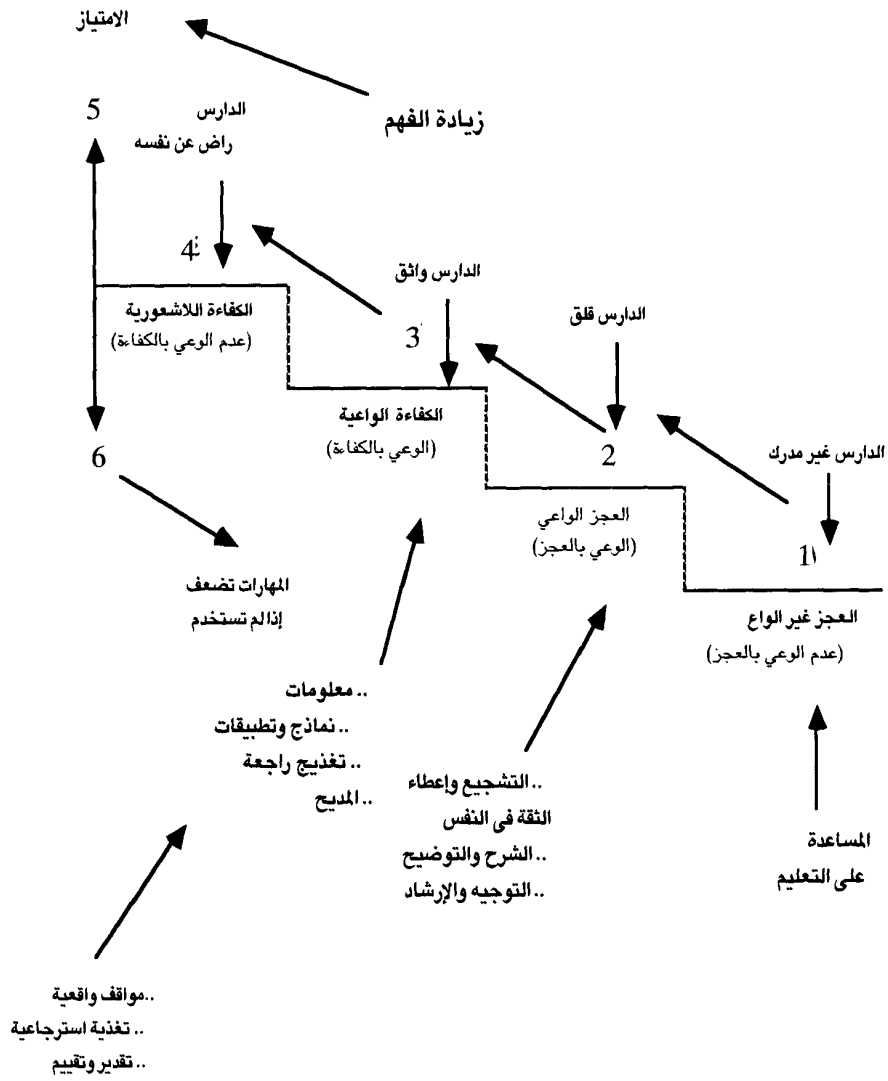 الامتياز
زيادة الفهم
5
الدارس
راض عن نفسه
4
الكفاءة اللاشعورية
(عدم الوعي بالكفاءة)
الدارس واثق
3
الكفاءة الواعية
(الوعي بالكفاءة)
الدارس قلق
2
العجز الواعي
(الوعي بالعجز)
الدارس غير مدرك
1
العجز غير الواع
(عدم الوعي بالعجز)
6
المهارات تضعف
إذا لم تستخدم
.. معلومات
.. نماذج وتطبيقات
.. تغذيج راجعة
.. المديح
.. التشجيع وإعطاء
الثقة فى النفس
.. الشرح والتوضيح
.. التوجيه والإرشاد
المساعدة
على التعليم
..مواقف واقعية
.. تغذية استرجاعية
.. تقدير وتقييم